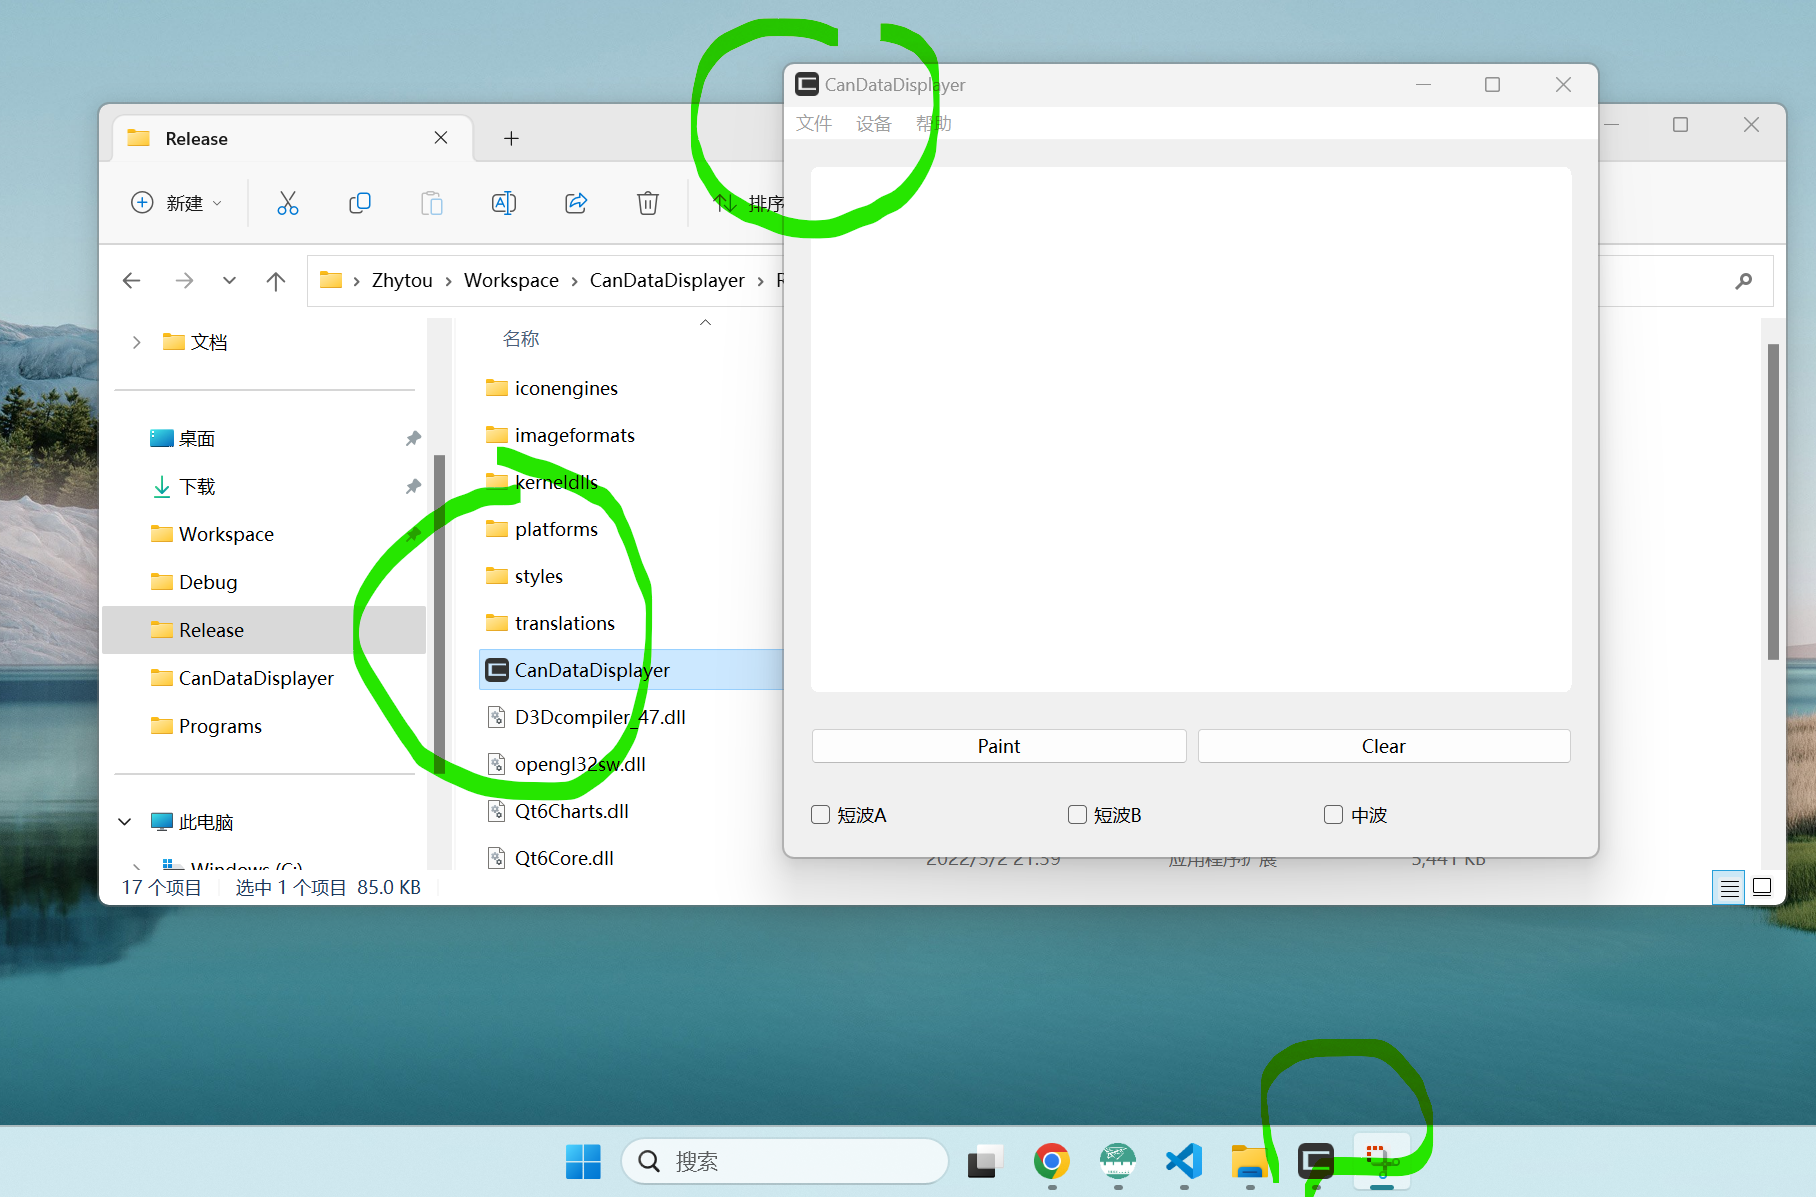 CanDataDisplayer
文件 设备 帮助
Release
新建
排序
Zhytou
Workspace
CanDataDisplayer
文档
桌面
下载
Workspace
Debug
Release
CanDataDisplayer
Programs
此电脑
Windows (C:)
名称
iconengines
imageformats
kerneldlls
platforms
styles
translations
CanDataDisplayer
D3Dcompiler_47.dll
opengl32sw.dll
Qt6Charts.dll
Qt6Core.dll
Paint Clear
短波A 短波B 中波
2022/5/2 21:59 应用程序扩展 5,441 KB
17 个项目 选中 1 个项目 85.0 KB
搜索